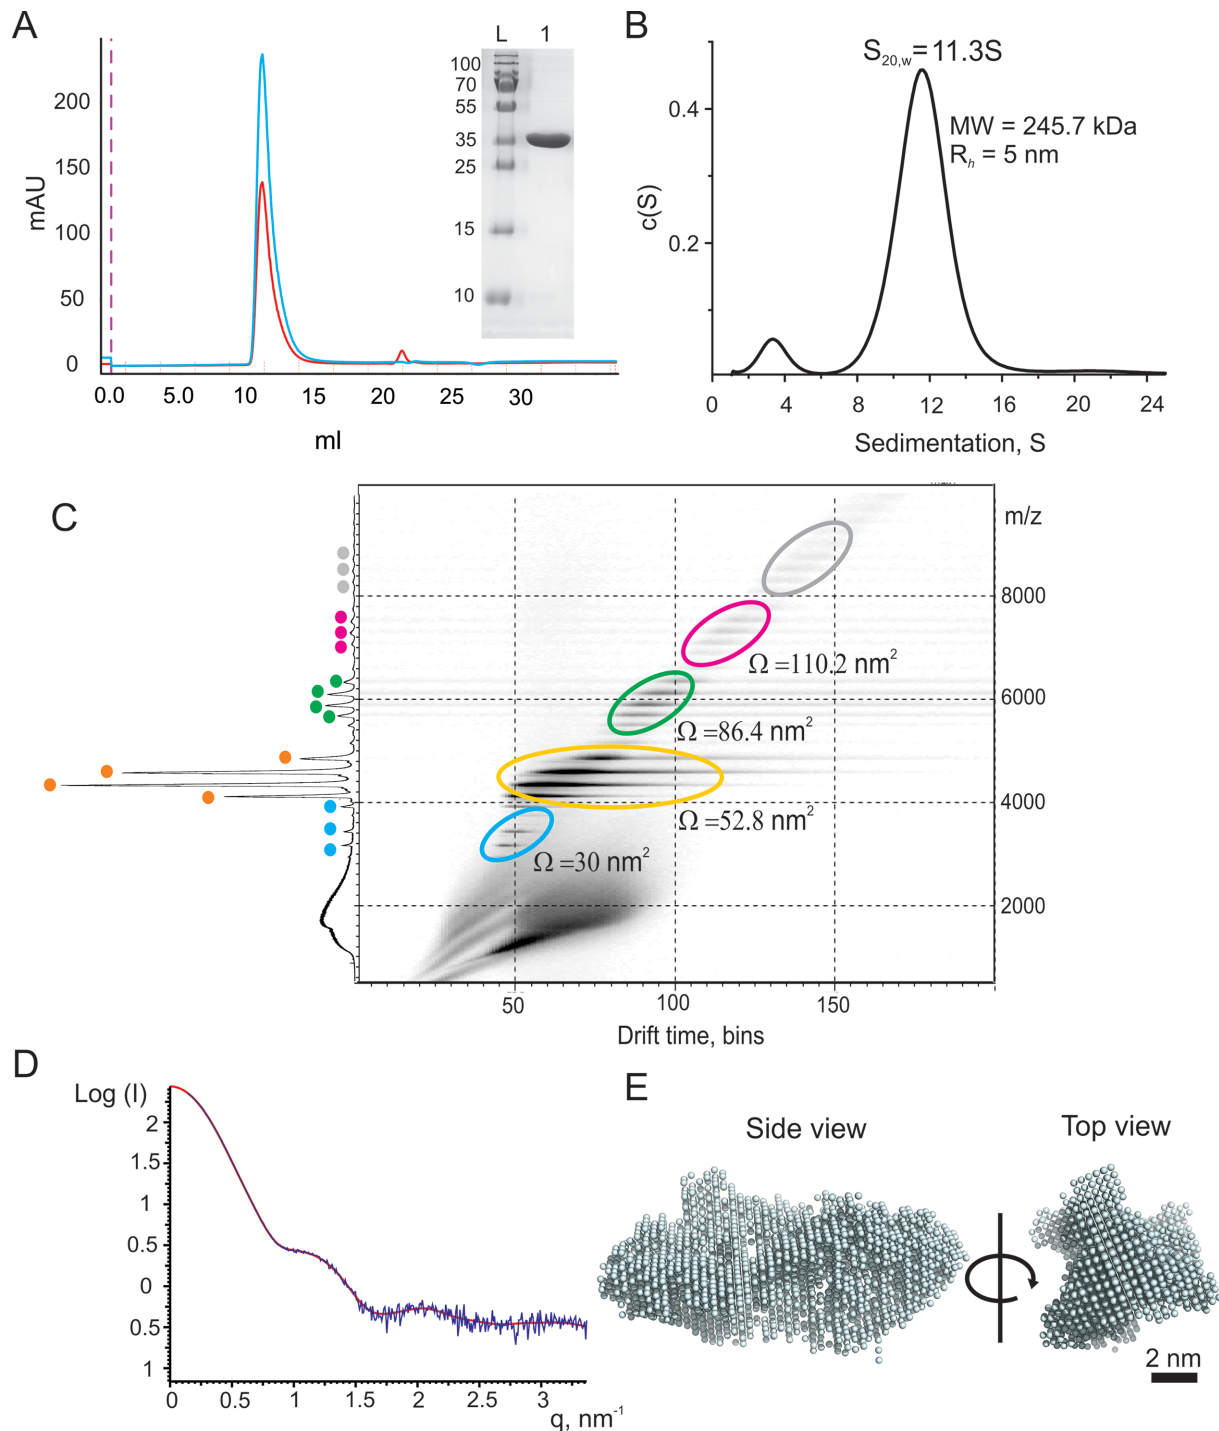 A
L 1
100
70
55
35
25
15
10
mAU
200
150
100
50
0
0.0 5.0 10 15 20 25 30
ml
B
S20,w=11.3S
MW = 245.7 kDa
Rh = 5 nm
c(S)
0.4
0.2
0 4 8 12 16 20 24
Sedimentation, S
C
m/z
8000
6000
4000
2000
Ω=110.2 nm²
Ω=86.4 nm²
Ω=52.8 nm²
Ω=30 nm²
50 100 150
Drift time, bins
D
Log (I)
2
1.5
1
0.5
0
0.5
1
0 0.5 1 1.5 2 2.5 3
q, nm⁻¹
E
Side view Top view
2 nm